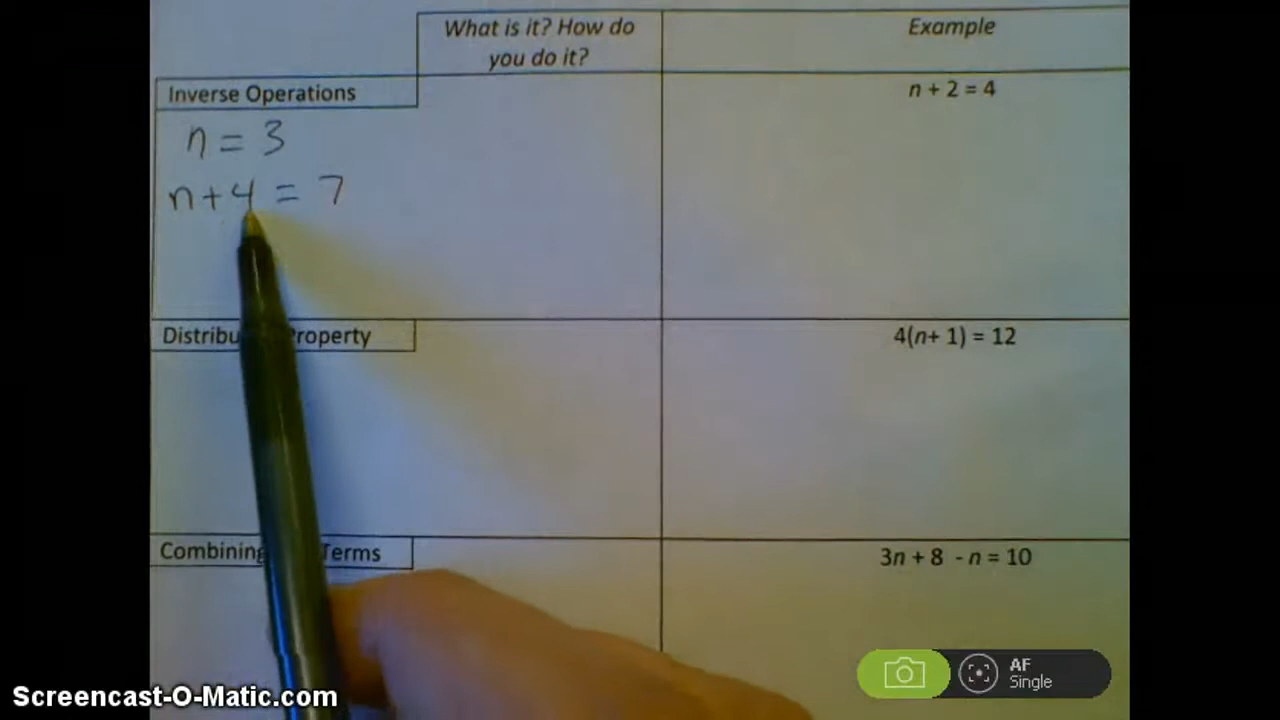 What is it? How do
you do it?
Example
Inverse Operations
n + 2 = 4
n = 3
n + 4 = 7
Property
4(n+ 1) = 12
Combining
Terms
3n + 8 - n = 10
AF
Single
Screencast-O-Matic.com